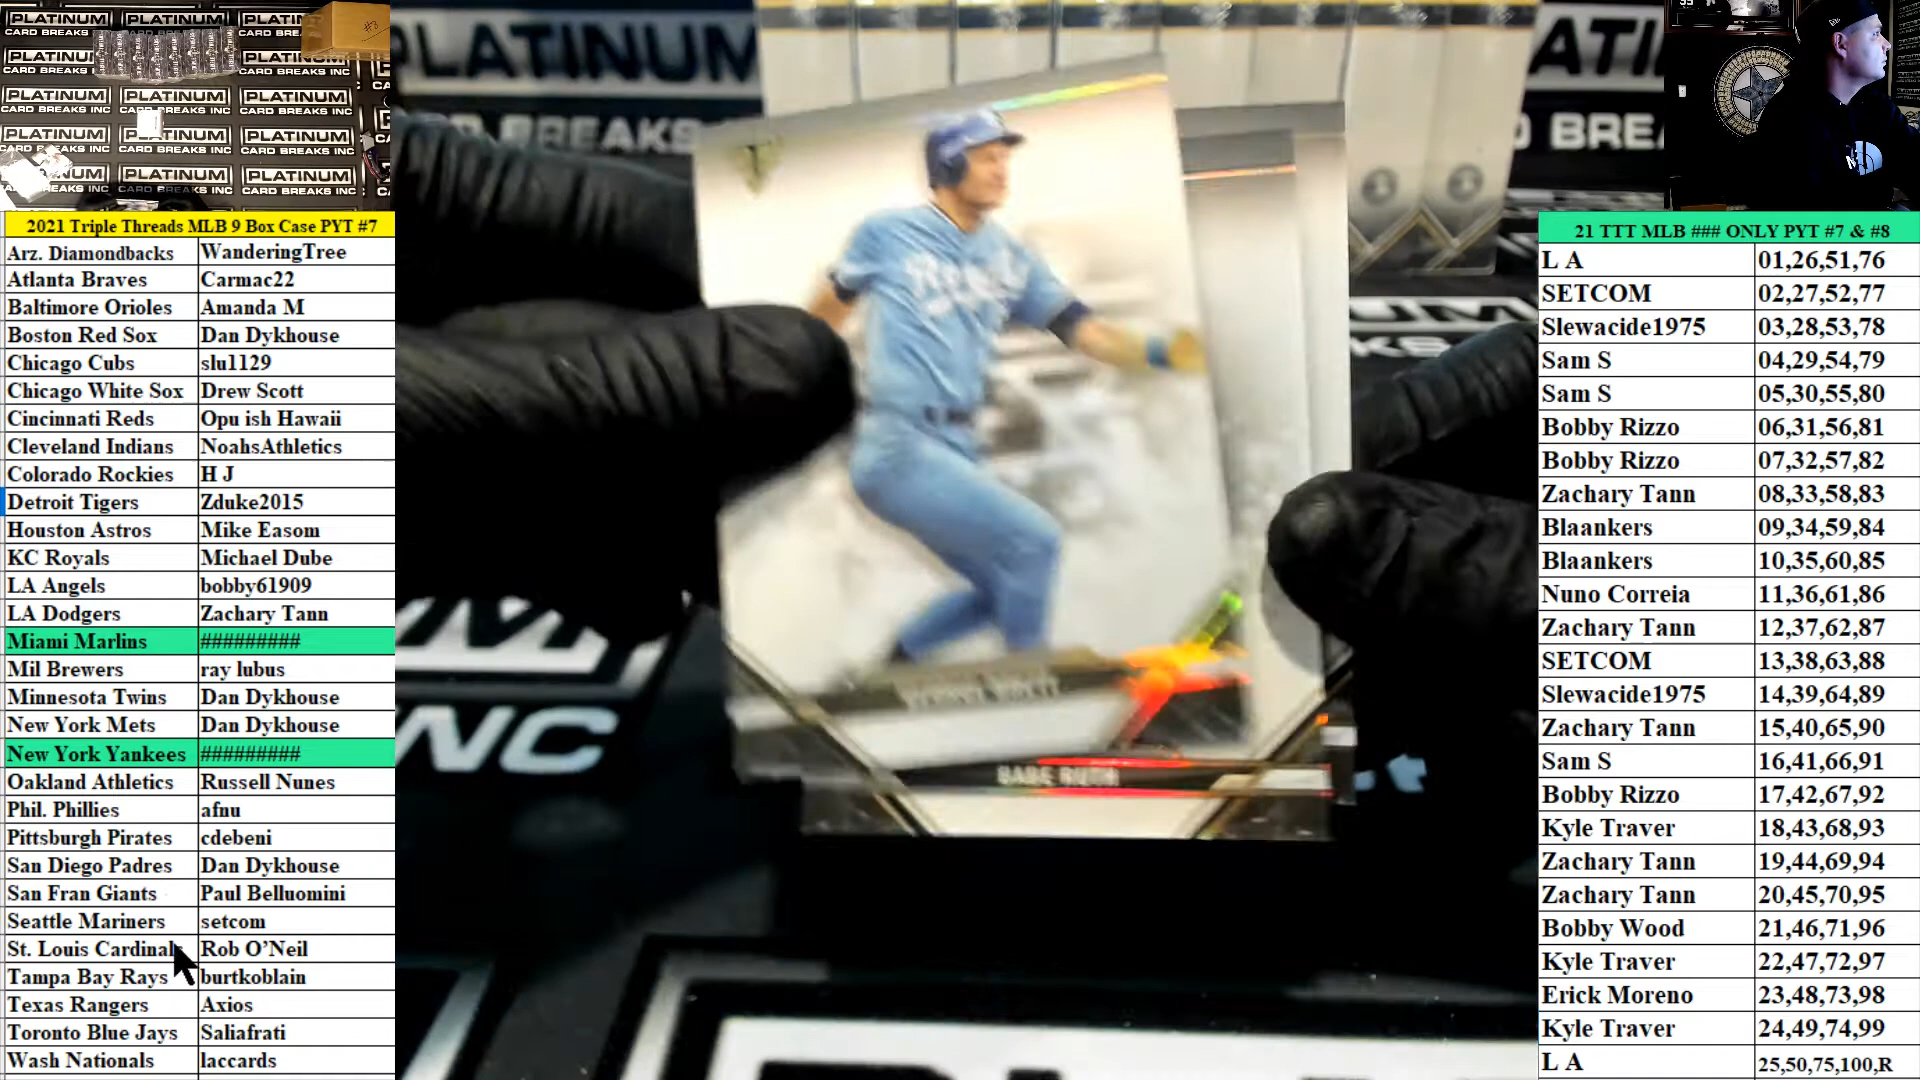 PLATINUM
CARD BREAKS INC
#8
2021 Triple Threads MLB 9 Box Case PYT #7
Arz. Diamondbacks WanderingTree
Atlanta Braves Carmac22
Baltimore Orioles Amanda M
Boston Red Sox Dan Dykhouse
Chicago Cubs slu1129
Chicago White Sox Drew Scott
Cincinnati Reds Opu ish Hawaii
Cleveland Indians NoahsAthletics
Colorado Rockies H J
Detroit Tigers Zduke2015
Houston Astros Mike Easom
KC Royals Michael Dube
LA Angels bobby61909
LA Dodgers Zachary Tann
Miami Marlins #########
Mil Brewers ray lubus
Minnesota Twins Dan Dykhouse
New York Mets Dan Dykhouse
New York Yankees #########
Oakland Athletics Russell Nunes
Phil. Phillies afnu
Pittsburgh Pirates cdebeni
San Diego Padres Dan Dykhouse
San Fran Giants Paul Belluomini
Seattle Mariners setcom
St. Louis Cardinals Rob O’Neil
Tampa Bay Rays burtkoblain
Texas Rangers Axios
Toronto Blue Jays Saliafrati
Wash Nationals laccards
PLATINUM
BREAKS
BABE RUTH
NC
21 TTT MLB ### ONLY PYT #7 & #8
L A 01,26,51,76
SETCOM 02,27,52,77
Slewacide1975 03,28,53,78
Sam S 04,29,54,79
Sam S 05,30,55,80
Bobby Rizzo 06,31,56,81
Bobby Rizzo 07,32,57,82
Zachary Tann 08,33,58,83
Blaankers 09,34,59,84
Blaankers 10,35,60,85
Nuno Correia 11,36,61,86
Zachary Tann 12,37,62,87
SETCOM 13,38,63,88
Slewacide1975 14,39,64,89
Zachary Tann 15,40,65,90
Sam S 16,41,66,91
Bobby Rizzo 17,42,67,92
Kyle Traver 18,43,68,93
Zachary Tann 19,44,69,94
Zachary Tann 20,45,70,95
Bobby Wood 21,46,71,96
Kyle Traver 22,47,72,97
Erick Moreno 23,48,73,98
Kyle Traver 24,49,74,99
L A 25,50,75,100,R